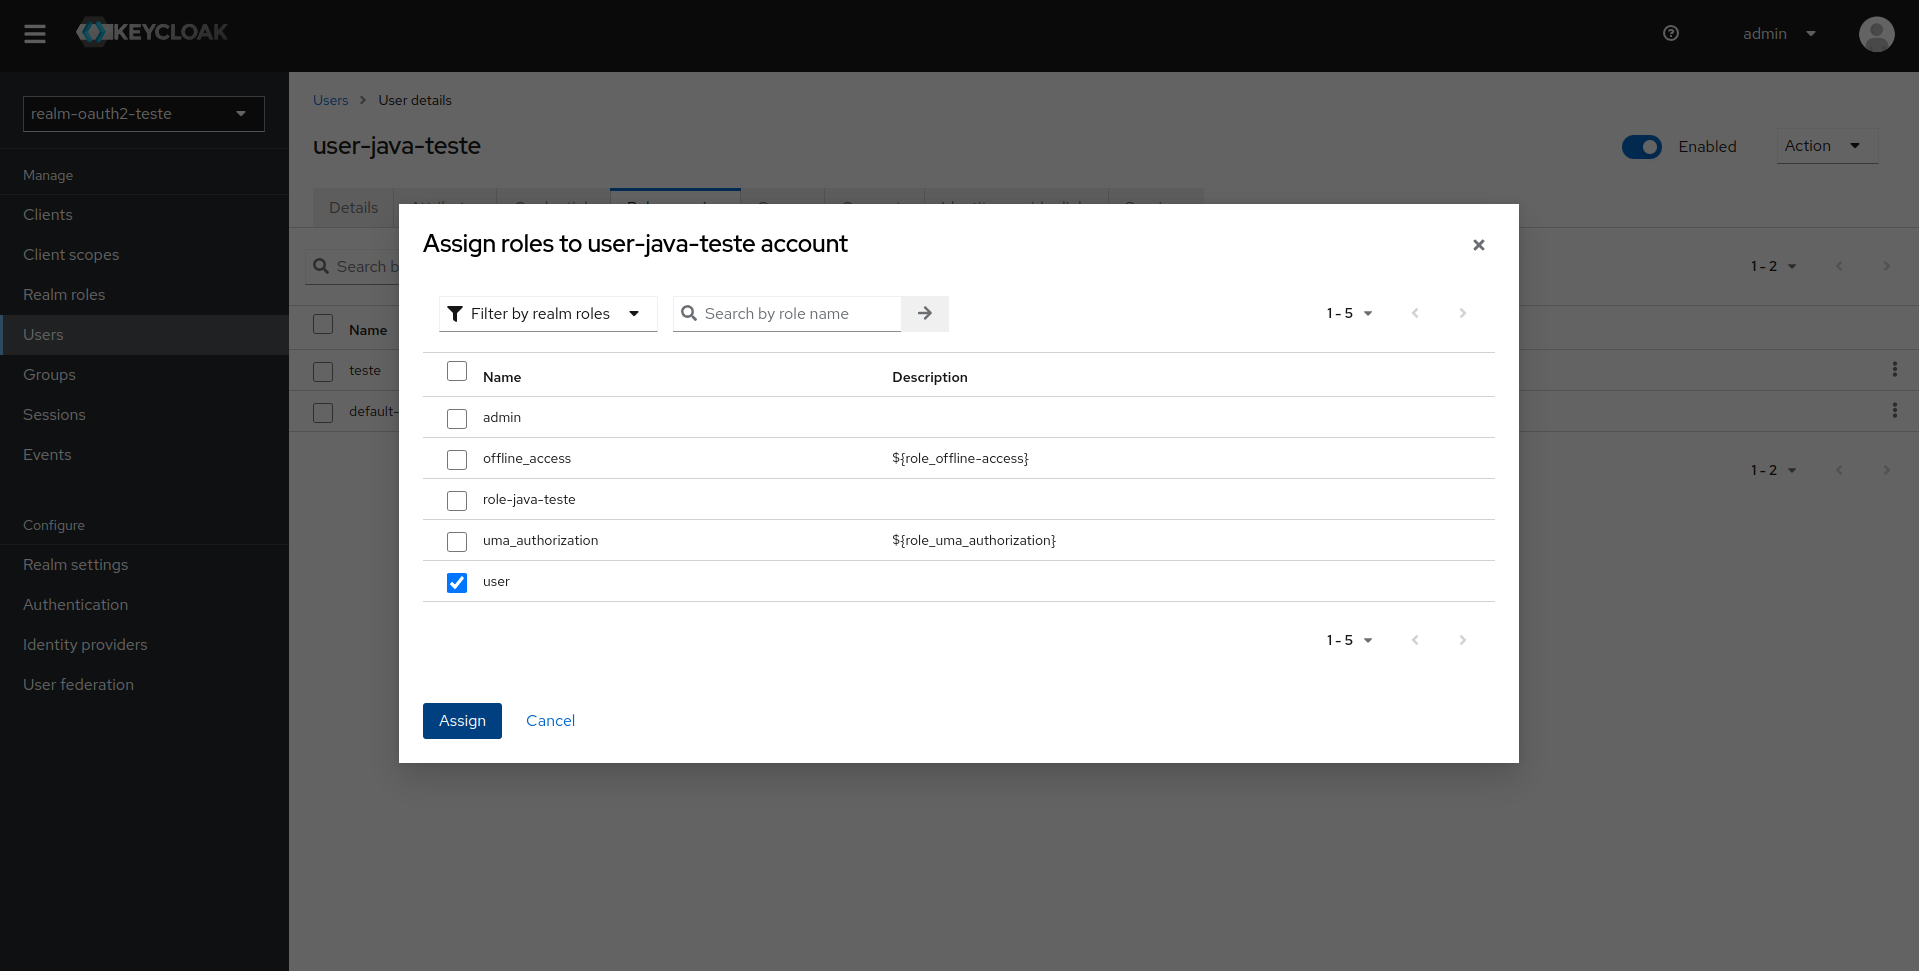 KEYCLOAK
admin
realm-oauth2-teste
Manage
Clients
Client scopes
Realm roles
Users
Groups
Sessions
Events
Configure
Realm settings
Authentication
Identity providers
User federation
Users > User details
user-java-teste
Enabled
Action
Details
Search b
1 - 2
Name
teste
default-
1 - 2
Assign roles to user-java-teste account
Filter by realm roles
Search by role name
1 - 5
Name Description
admin
offline_access ${role_offline-access}
role-java-teste
uma_authorization ${role_uma_authorization}
user
1 - 5
Assign Cancel